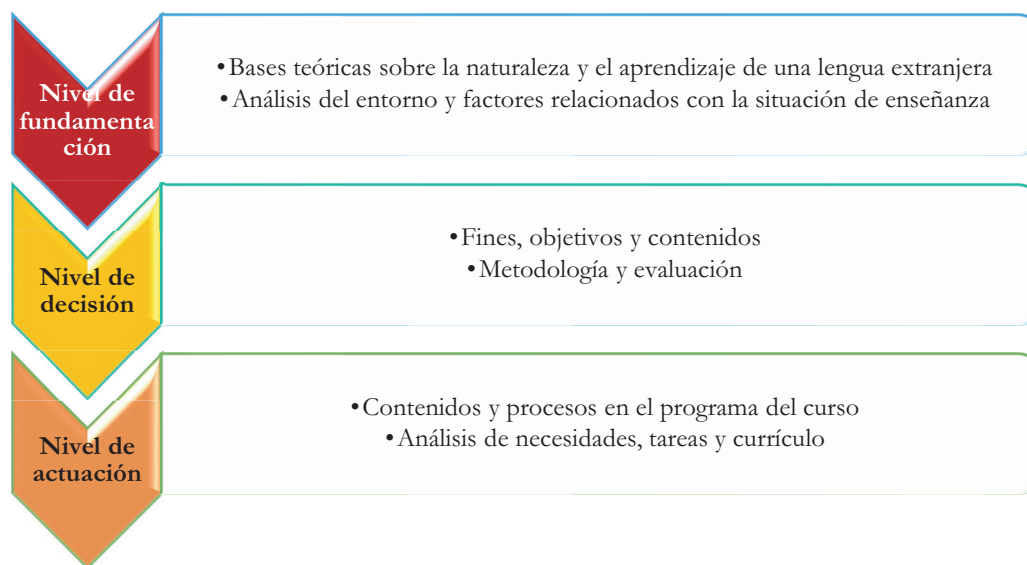 Nivel de
fundamenta
ción
•Bases teóricas sobre la naturaleza y el aprendizaje de una lengua extranjera
•Análisis del entorno y factores relacionados con la situación de enseñanza
Nivel de
decisión
•Fines, objetivos y contenidos
•Metodología y evaluación
Nivel de
actuación
•Contenidos y procesos en el programa del curso
•Análisis de necesidades, tareas y currículo